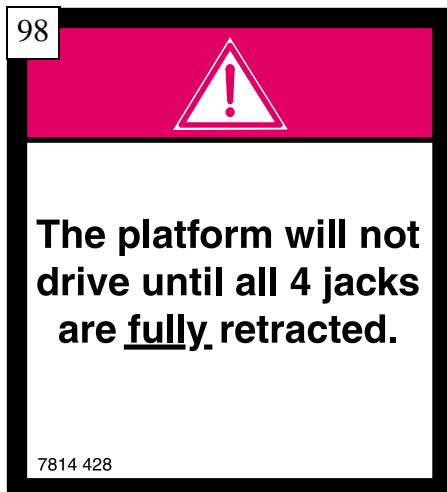 98
The platform will not
drive until all 4 jacks
are fully retracted.
7814 428